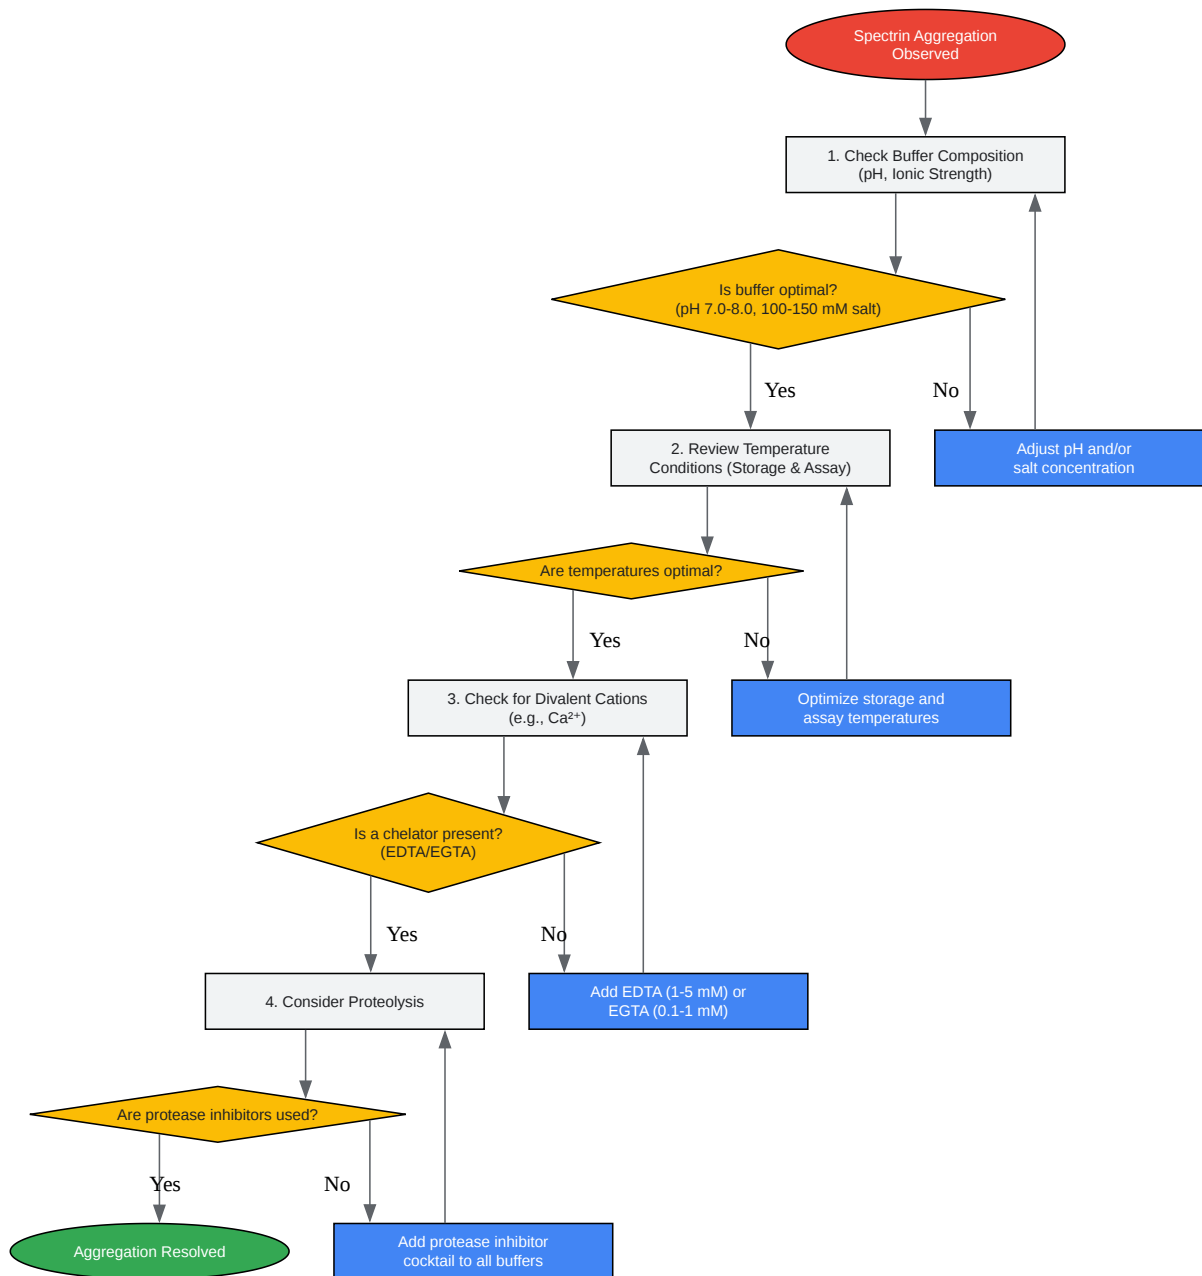 Spectrin Aggregation
Observed
1. Check Buffer Composition
(pH, Ionic Strength)
Is buffer optimal?
(pH 7.0-8.0, 100-150 mM salt)
Yes
No
2. Review Temperature
Conditions (Storage & Assay)
Adjust pH and/or
salt concentration
Are temperatures optimal?
Yes
No
3. Check for Divalent Cations
(e.g., Ca²⁺)
Optimize storage and
assay temperatures
Is a chelator present?
(EDTA/EGTA)
Yes
No
4. Consider Proteolysis
Add EDTA (1-5 mM) or
EGTA (0.1-1 mM)
Are protease inhibitors used?
Yes
No
Aggregation Resolved
Add protease inhibitor
cocktail to all buffers